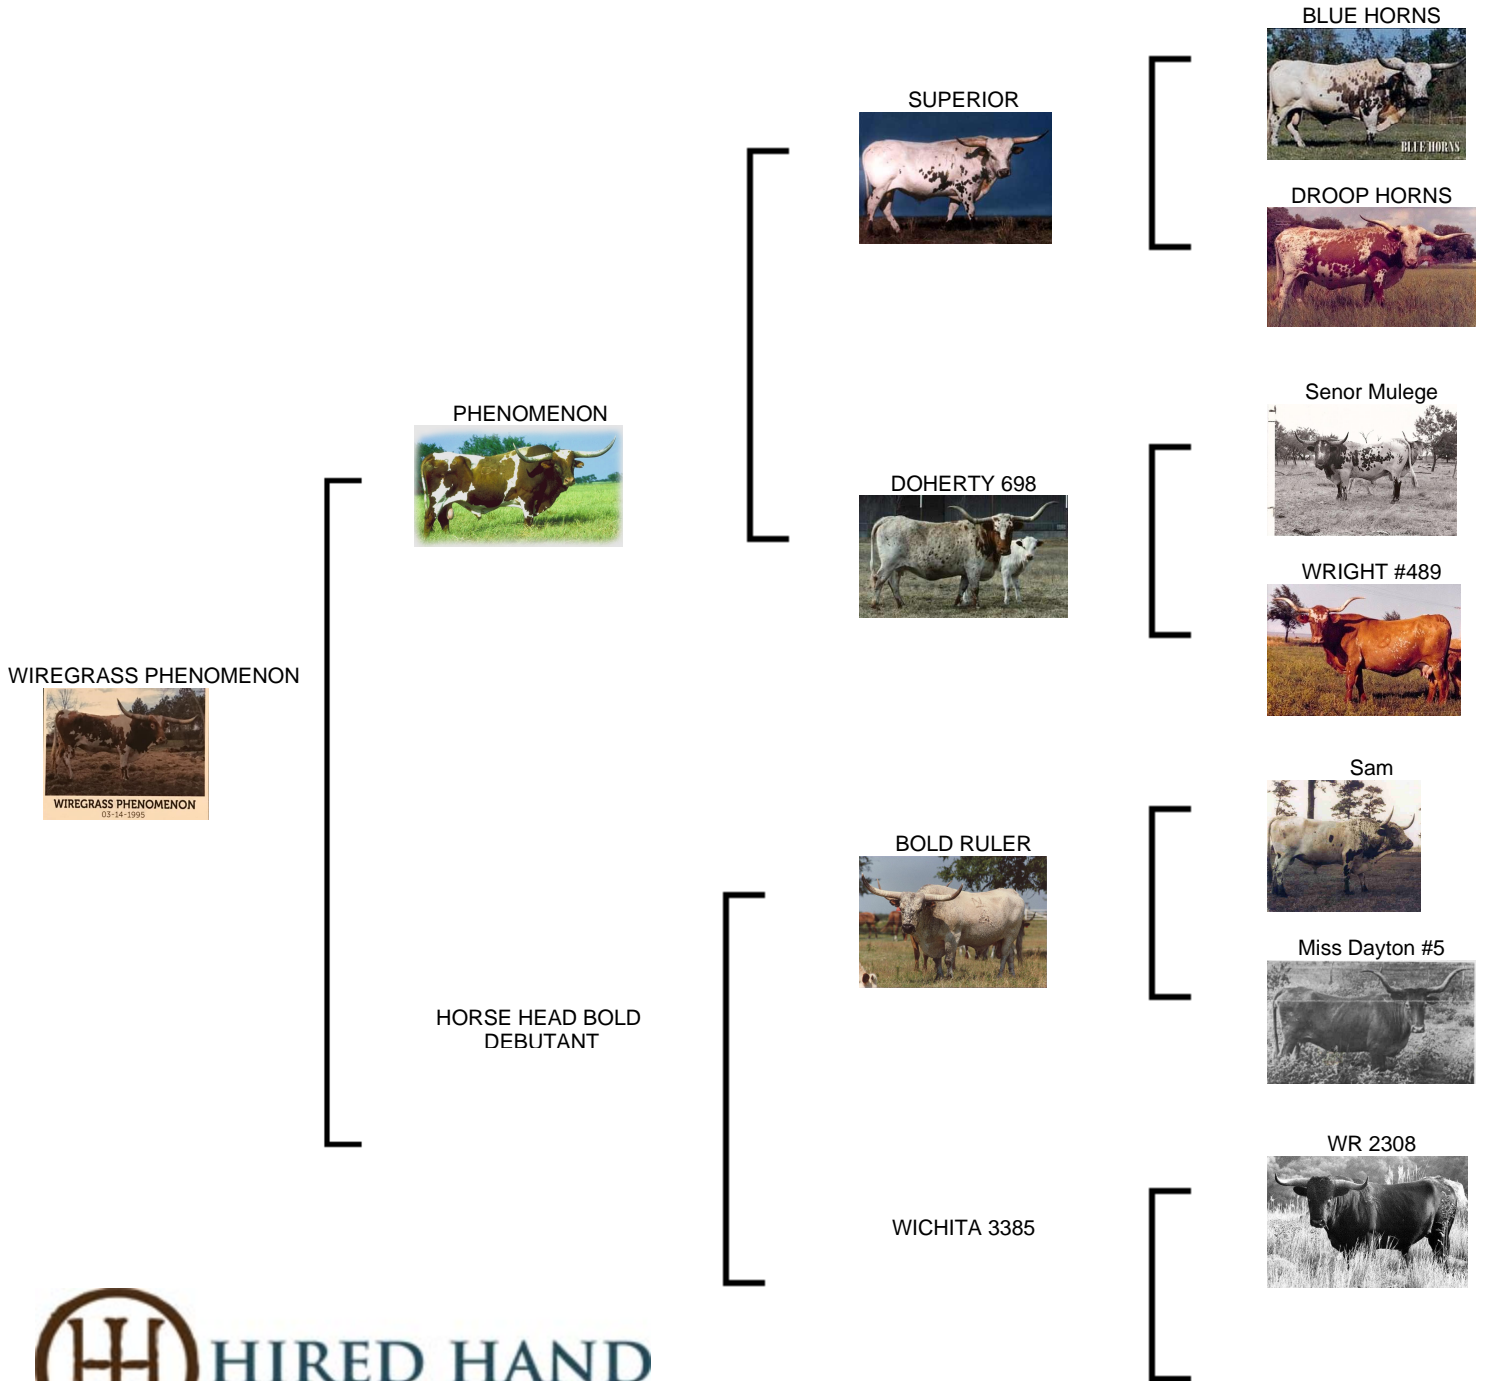 BLUE HORNS
BLUE HORNS
SUPERIOR
DROOP HORNS
Senor Mulege
PHENOMENON
DOHERTY 698
WRIGHT #489
WIREGRASS PHENOMENON
WIREGRASS PHENOMENON
03-14-1995
Sam
BOLD RULER
Miss Dayton #5
HORSE HEAD BOLD
DEBUTANT
WR 2308
WICHITA 3385
HIRED HAND